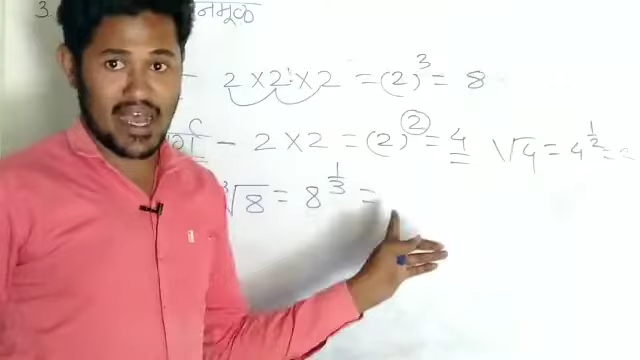 3. नमूळ
2 × 2 × 2 = (2)³ = 8
वर्ग - 2 × 2 = (2)² = 4 √4 = 4^½ =
³√8 = 8^⅓ =